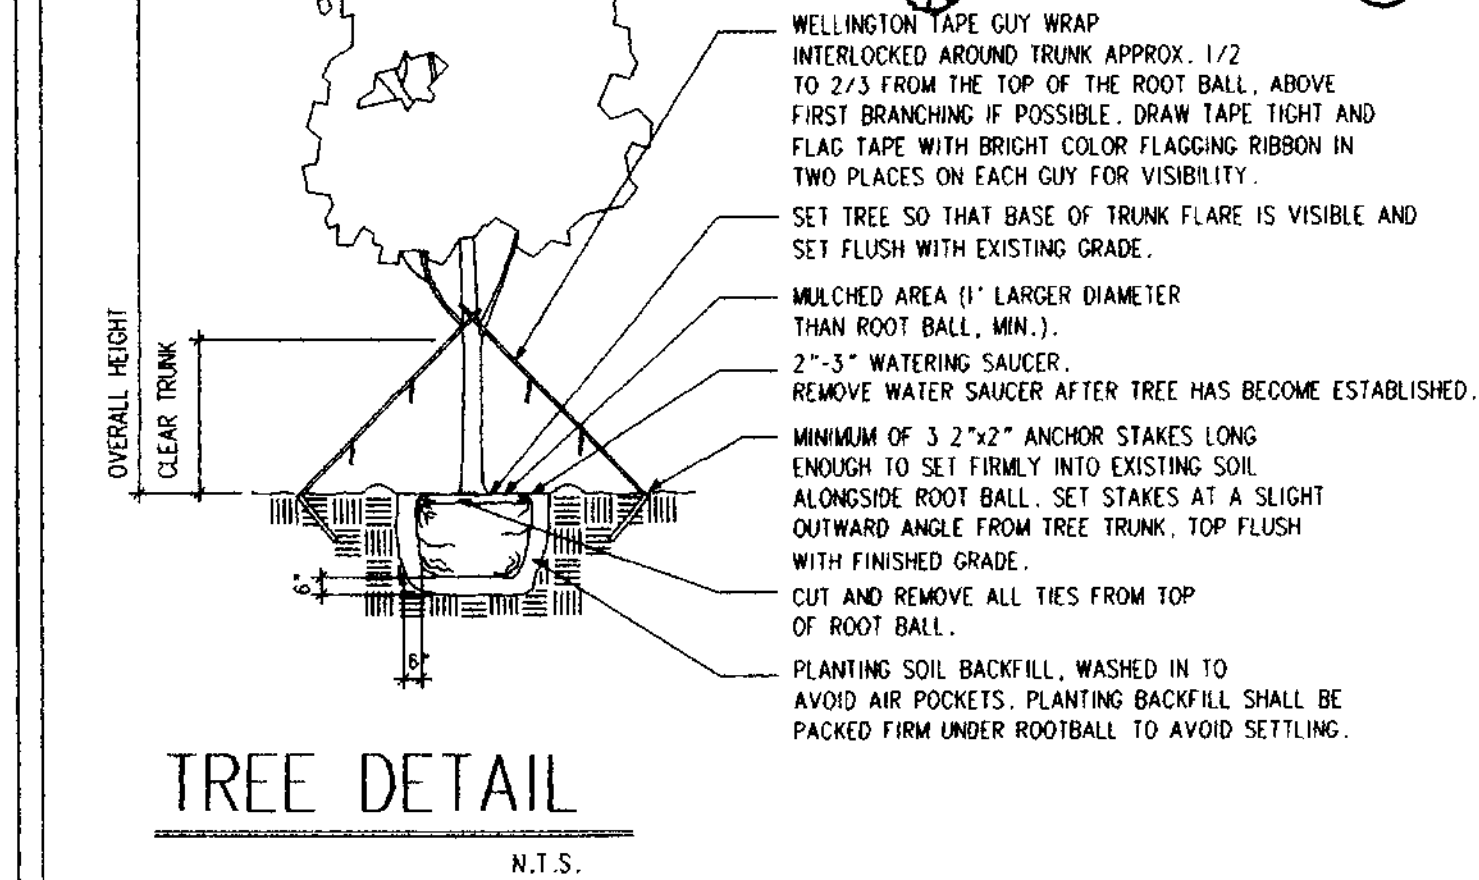 WELLINGTON TAPE GUY WRAP
INTERLOCKED AROUND TRUNK APPROX. 1/2
TO 2/3 FROM THE TOP OF THE ROOT BALL, ABOVE
FIRST BRANCHING IF POSSIBLE. DRAW TAPE TIGHT AND
FLAG TAPE WITH BRIGHT COLOR FLAGGING RIBBON IN
TWO PLACES ON EACH GUY FOR VISIBILITY.
SET TREE SO THAT BASE OF TRUNK FLARE IS VISIBLE AND
SET FLUSH WITH EXISTING GRADE.
MULCHED AREA (1' LARGER DIAMETER
THAN ROOT BALL, MIN.).
2"-3" WATERING SAUCER.
REMOVE WATER SAUCER AFTER TREE HAS BECOME ESTABLISHED.
MINIMUM OF 3 2"x2" ANCHOR STAKES LONG
ENOUGH TO SET FIRMLY INTO EXISTING SOIL
ALONGSIDE ROOT BALL. SET STAKES AT A SLIGHT
OUTWARD ANGLE FROM TREE TRUNK, TOP FLUSH
WITH FINISHED GRADE.
CUT AND REMOVE ALL TIES FROM TOP
OF ROOT BALL.
PLANTING SOIL BACKFILL, WASHED IN TO
AVOID AIR POCKETS. PLANTING BACKFILL SHALL BE
PACKED FIRM UNDER ROOTBALL TO AVOID SETTLING.
OVERALL HEIGHT
CLEAR TRUNK
6"
6"
TREE DETAIL
N.T.S.